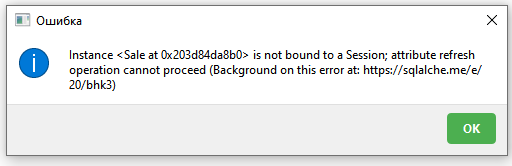 Ошибка
Instance <Sale at 0x203d84da8b0> is not bound to a Session; attribute refresh
operation cannot proceed (Background on this error at: https://sqlalche.me/e/
20/bhk3)
OK